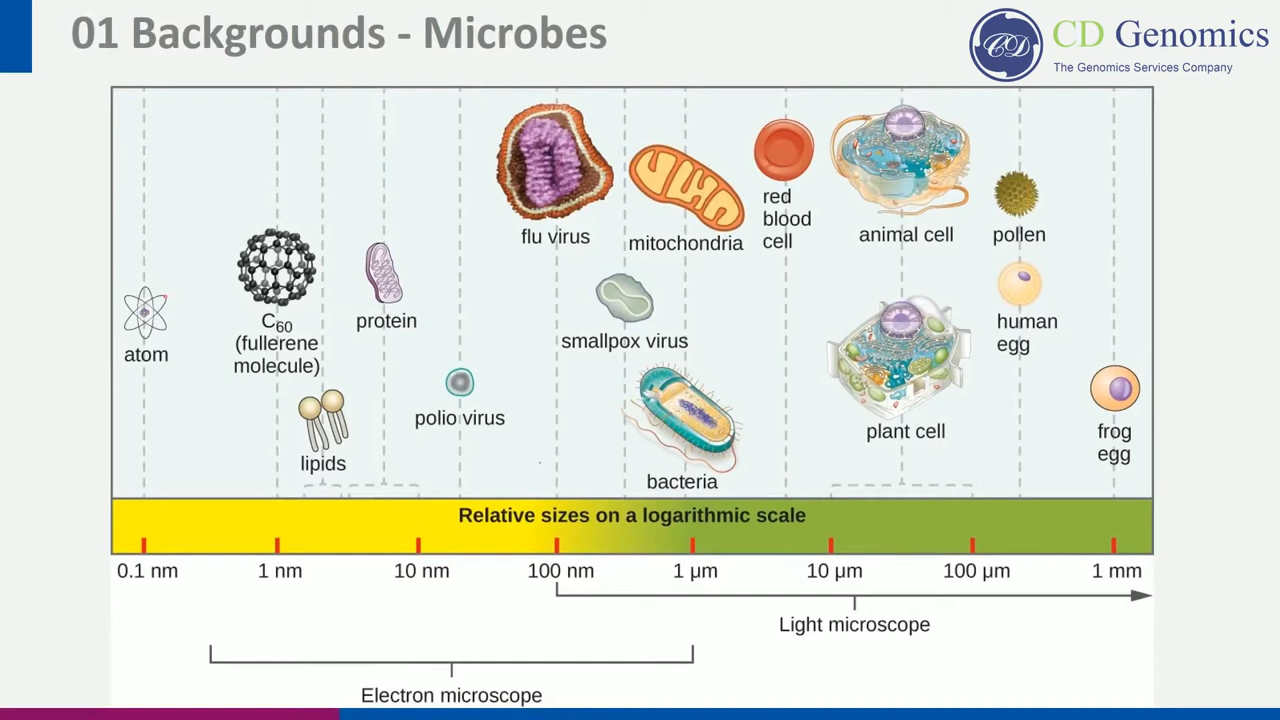 01 Backgrounds - Microbes
CD
CD Genomics
The Genomics Services Company
flu virus
mitochondria
red
blood
cell
animal cell
pollen
atom
C60
(fullerene
molecule)
protein
smallpox virus
human
egg
lipids
polio virus
bacteria
plant cell
frog
egg
Relative sizes on a logarithmic scale
0.1 nm
1 nm
10 nm
100 nm
1 µm
10 µm
100 µm
1 mm
Light microscope
Electron microscope